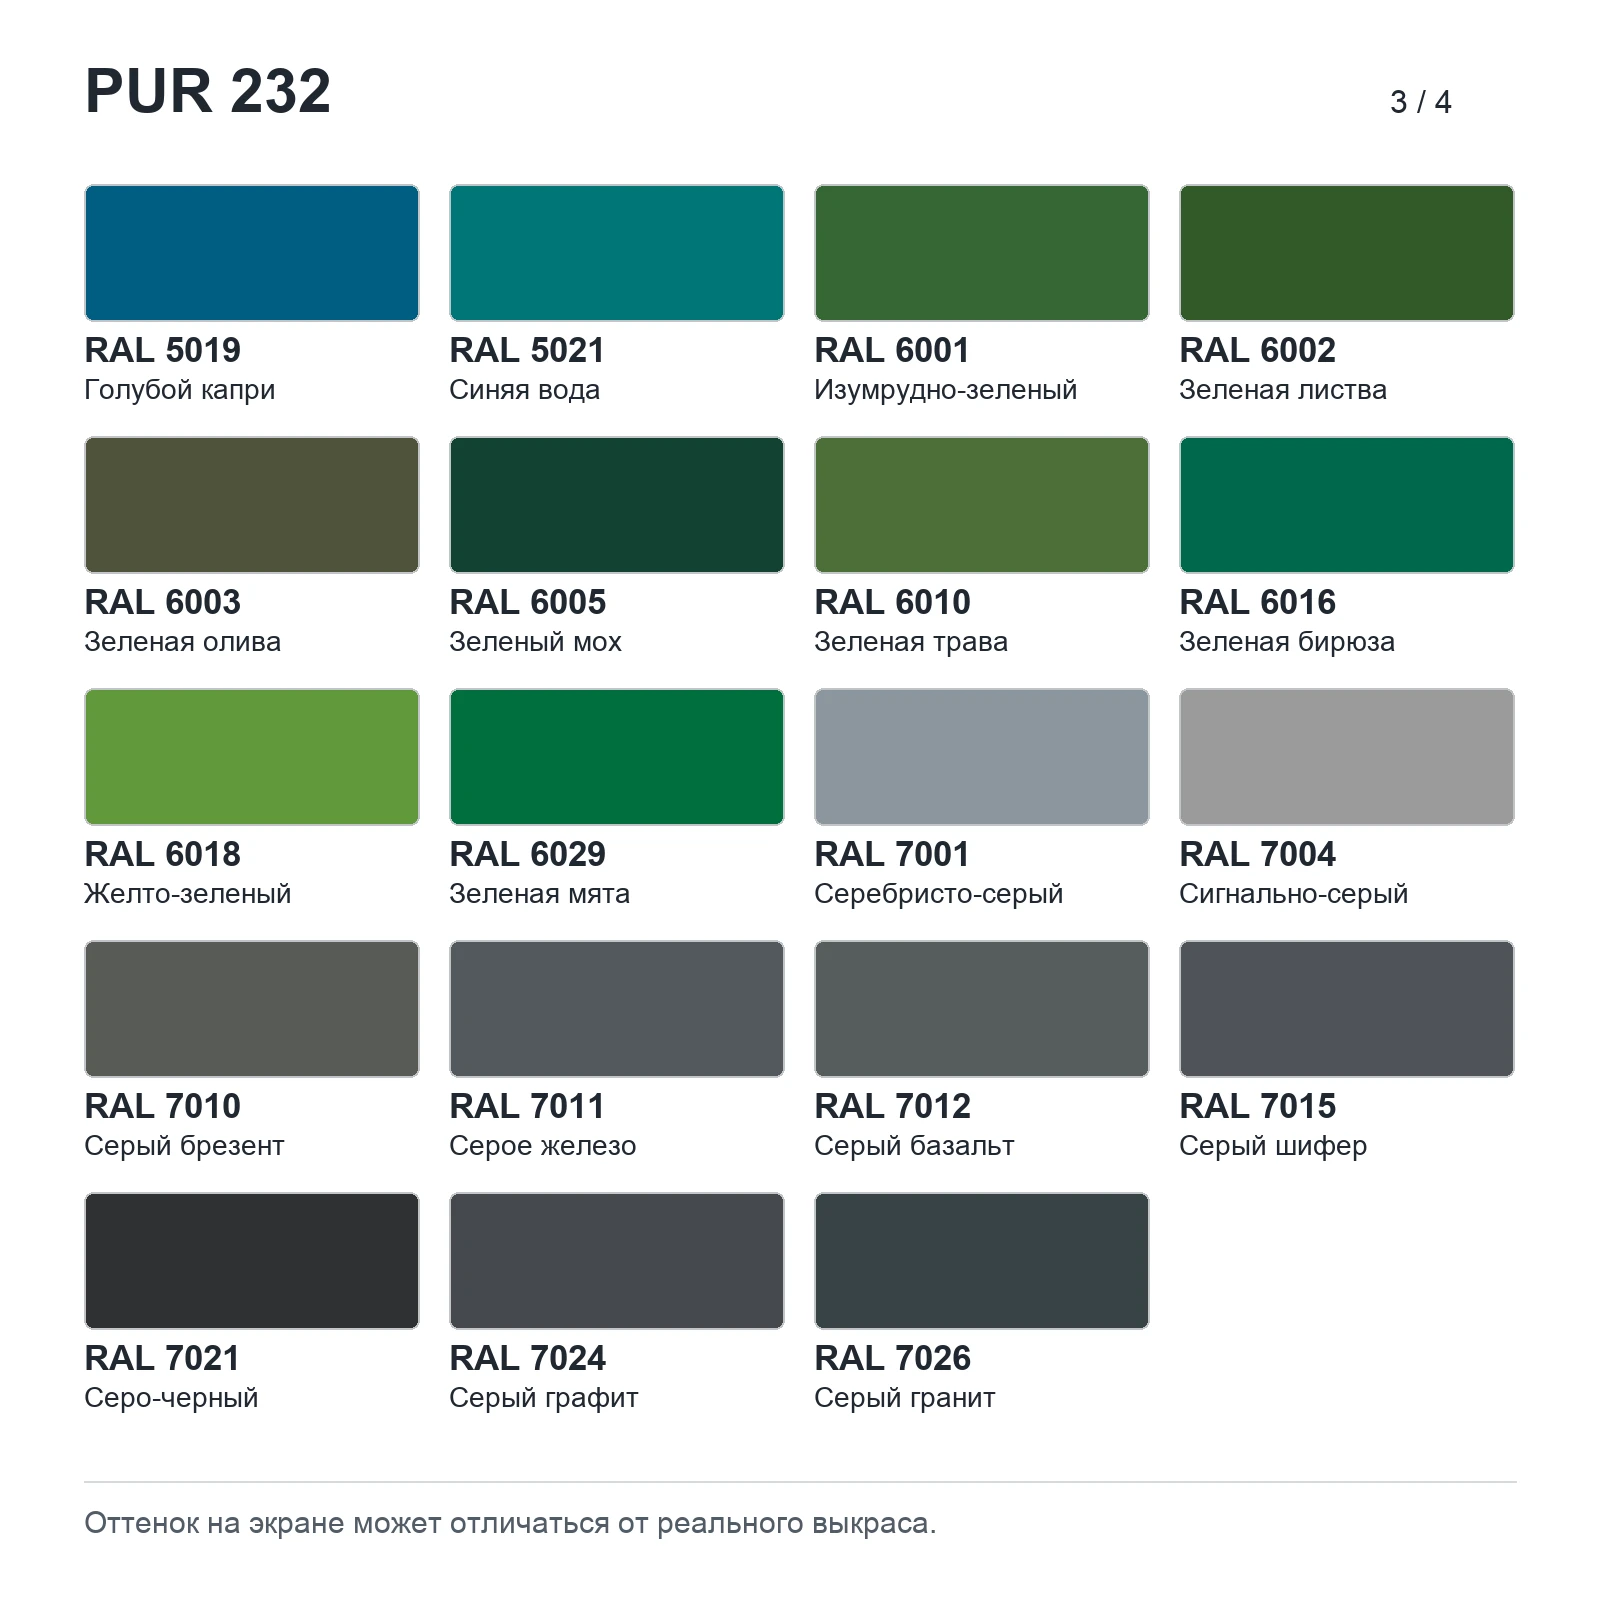 PUR 232
3 / 4
RAL 5019
Голубой капри
RAL 5021
Синяя вода
RAL 6001
Изумрудно-зеленый
RAL 6002
Зеленая листва
RAL 6003
Зеленая олива
RAL 6005
Зеленый мох
RAL 6010
Зеленая трава
RAL 6016
Зеленая бирюза
RAL 6018
Желто-зеленый
RAL 6029
Зеленая мята
RAL 7001
Серебристо-серый
RAL 7004
Сигнально-серый
RAL 7010
Серый брезент
RAL 7011
Серое железо
RAL 7012
Серый базальт
RAL 7015
Серый шифер
RAL 7021
Серо-черный
RAL 7024
Серый графит
RAL 7026
Серый гранит
Оттенок на экране может отличаться от реального выкраса.